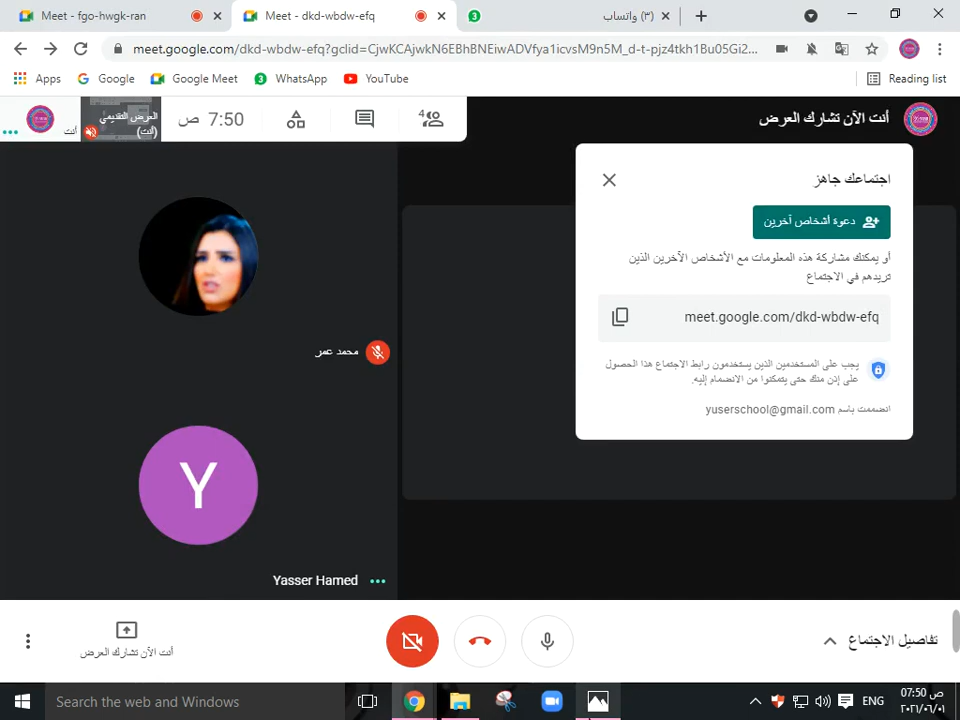 Meet - fgo-hwgk-ran
Meet - dkd-wbdw-efq
3
(٣) واتساب
meet.google.com/dkd-wbdw-efq?gclid=CjwKCAjwkN6EBhBNEiwADVfya1icvsM9n5M_d-t-pjz4tkh1Bu05Gi2...
Apps
Google
Google Meet
3 WhatsApp
YouTube
Reading list
أنت
العرض التقديمي
(أنت)
7:50 ص
4
أنت الآن تشارك العرض
اجتماعك جاهز
دعوة أشخاص آخرين
أو يمكنك مشاركة هذه المعلومات مع الأشخاص الآخرين الذين
تريدهم في الاجتماع
meet.google.com/dkd-wbdw-efq
يجب على المستخدمين الذين يستخدمون رابط الاجتماع هذا الحصول
على إذن منك حتى يتمكنوا من الانضمام إليه.
انضممت باسم yuserschool@gmail.com
محمد عمر
Y
Yasser Hamed
أنت الآن تشارك العرض
تفاصيل الاجتماع
Search the web and Windows
ENG
07:50 ص
٢٠٢١/٠٦/٠١